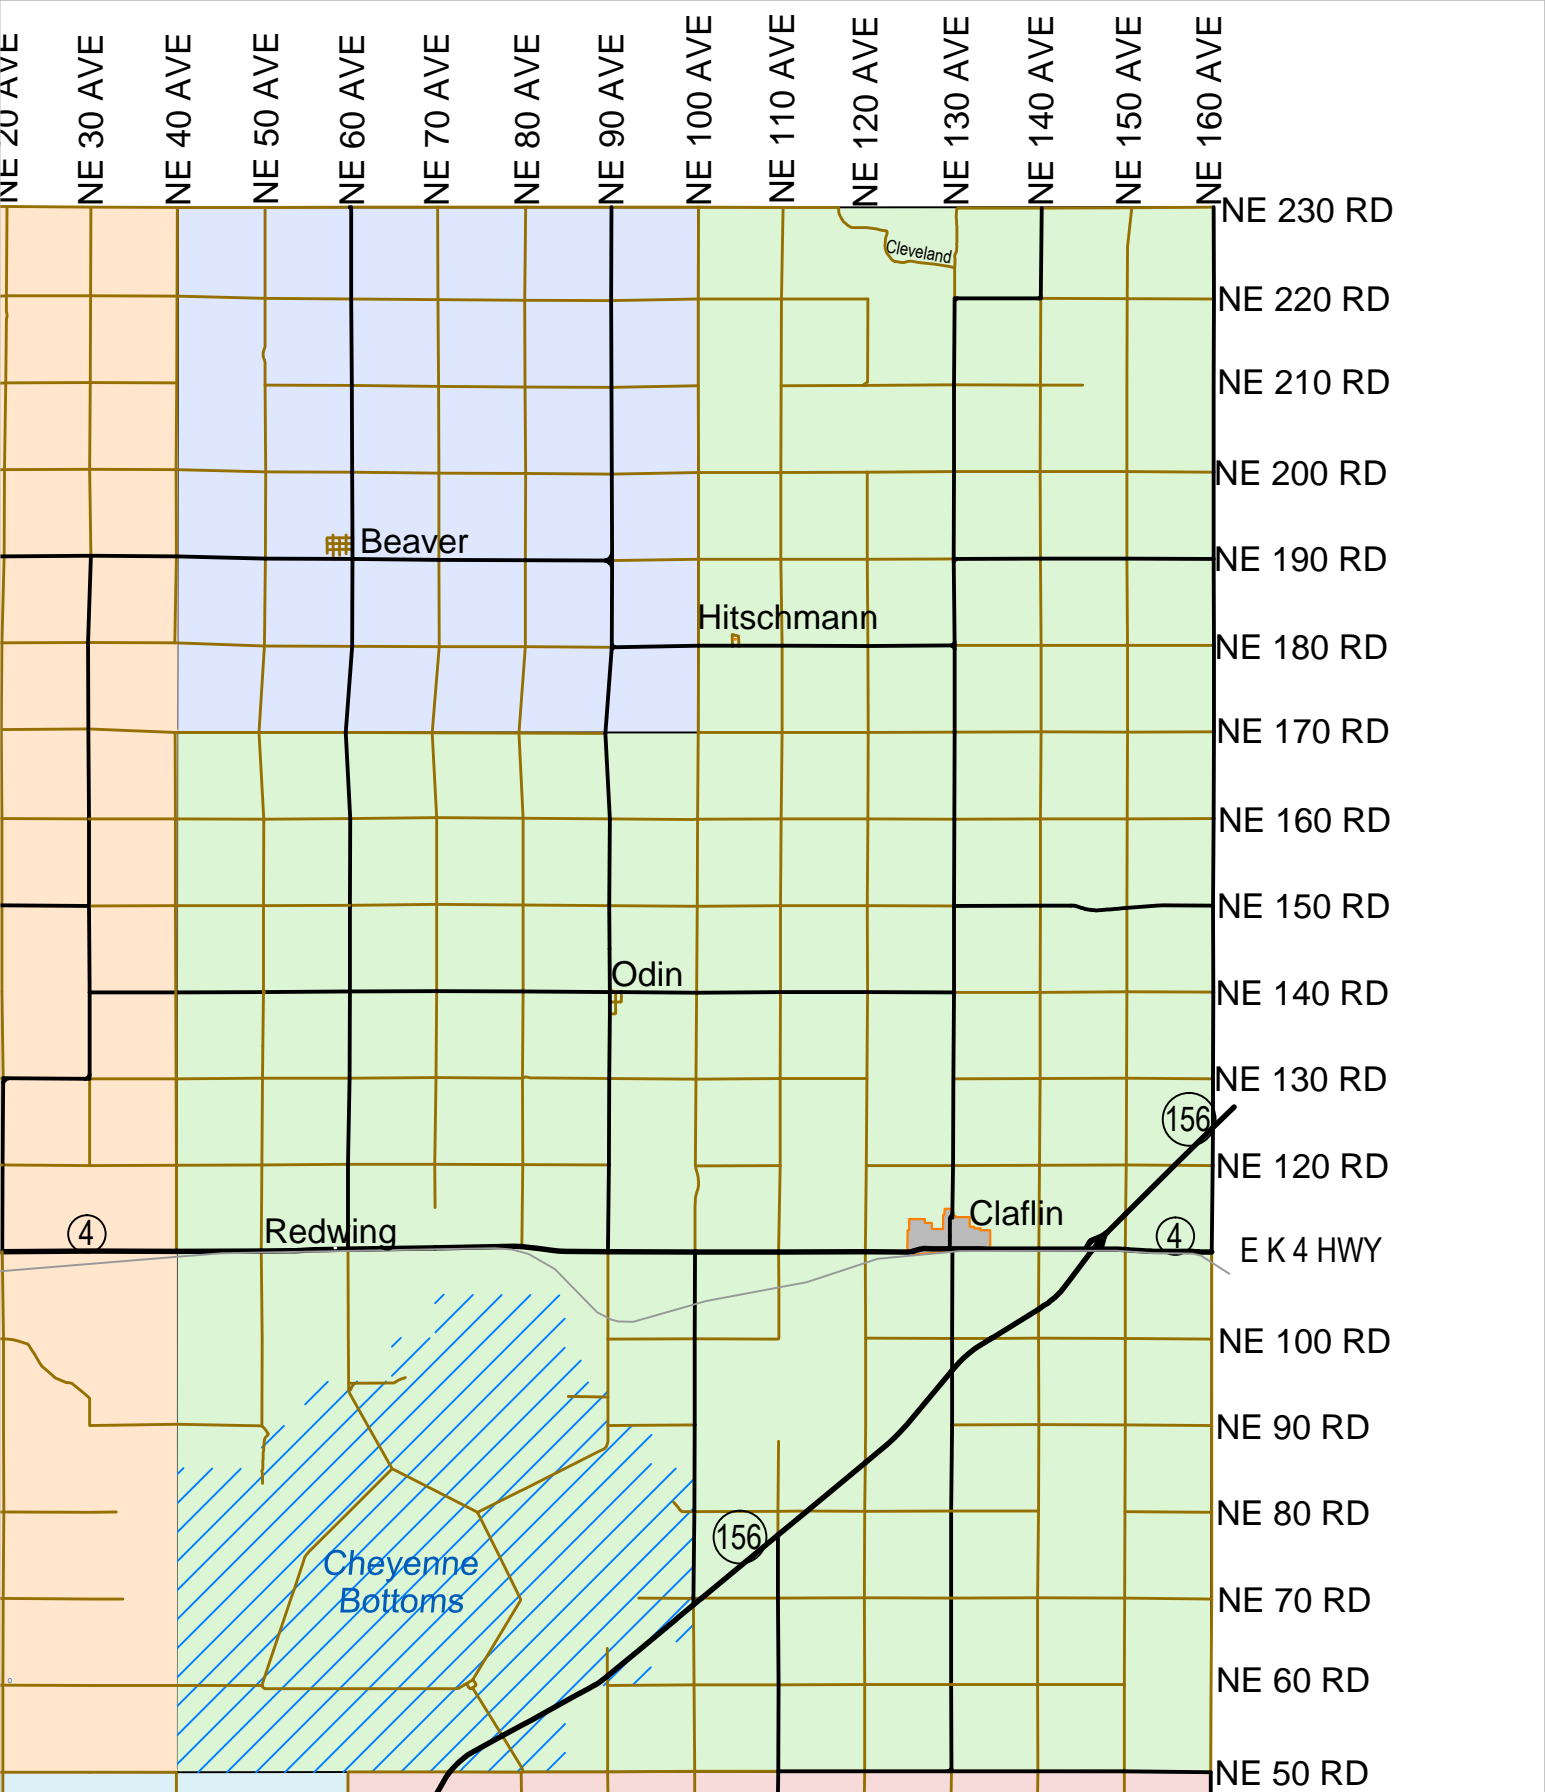 NE 20 AVE
NE 30 AVE
NE 40 AVE
NE 50 AVE
NE 60 AVE
NE 70 AVE
NE 80 AVE
NE 90 AVE
NE 100 AVE
NE 110 AVE
NE 120 AVE
NE 130 AVE
NE 140 AVE
NE 150 AVE
NE 160 AVE
NE 230 RD
Cleveland
NE 220 RD
NE 210 RD
NE 200 RD
Beaver
NE 190 RD
Hitschmann
NE 180 RD
NE 170 RD
NE 160 RD
NE 150 RD
Odin
NE 140 RD
NE 130 RD
156
NE 120 RD
Claflin
4
Redwing
4
E K 4 HWY
NE 100 RD
NE 90 RD
NE 80 RD
156
Cheyenne
Bottoms
NE 70 RD
NE 60 RD
NE 50 RD